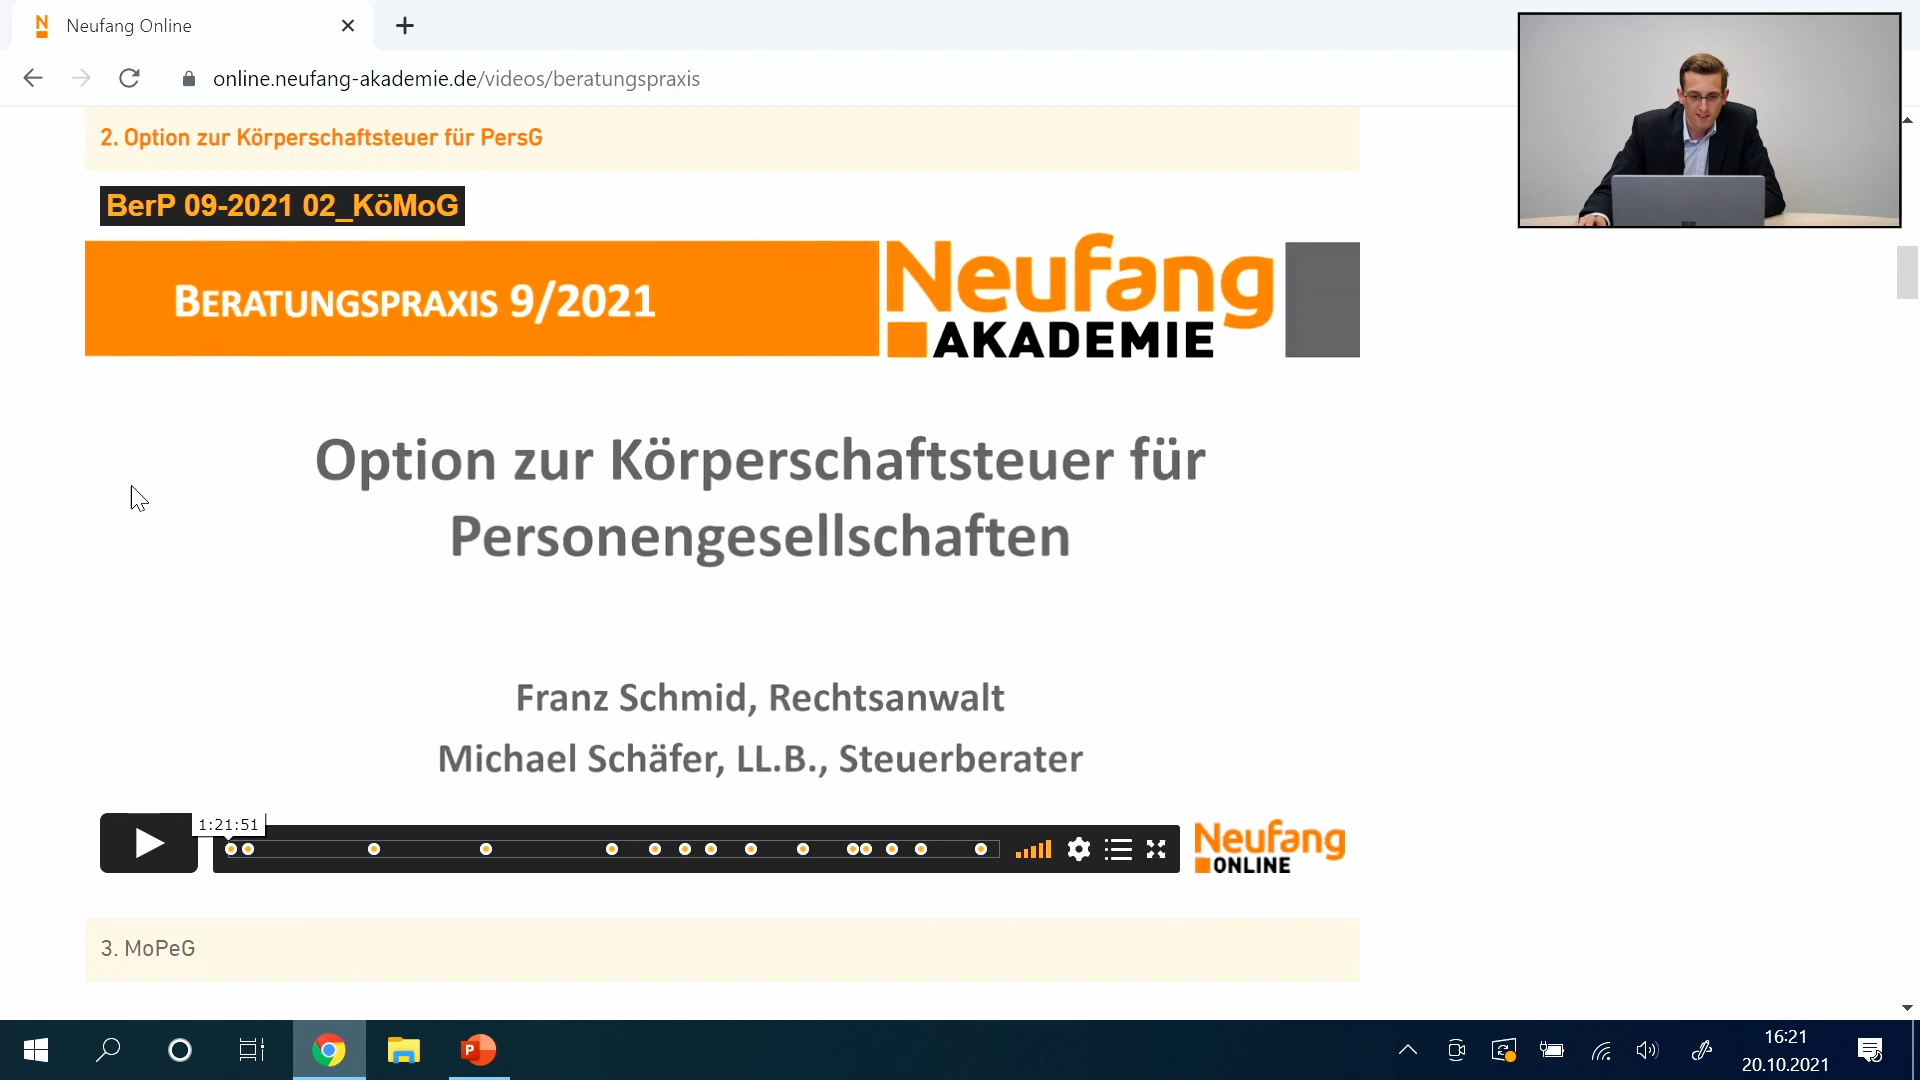 Neufang Online
online.neufang-akademie.de/videos/beratungspraxis
2. Option zur Körperschaftsteuer für PersG
BerP 09-2021 02_KöMoG
BERATUNGSPRAXIS 9/2021
Neufang
AKADEMIE
Option zur Körperschaftsteuer für
Personengesellschaften
Franz Schmid, Rechtsanwalt
Michael Schäfer, LL.B., Steuerberater
1:21:51
Neufang
ONLINE
3. MoPeG
16:21
20.10.2021